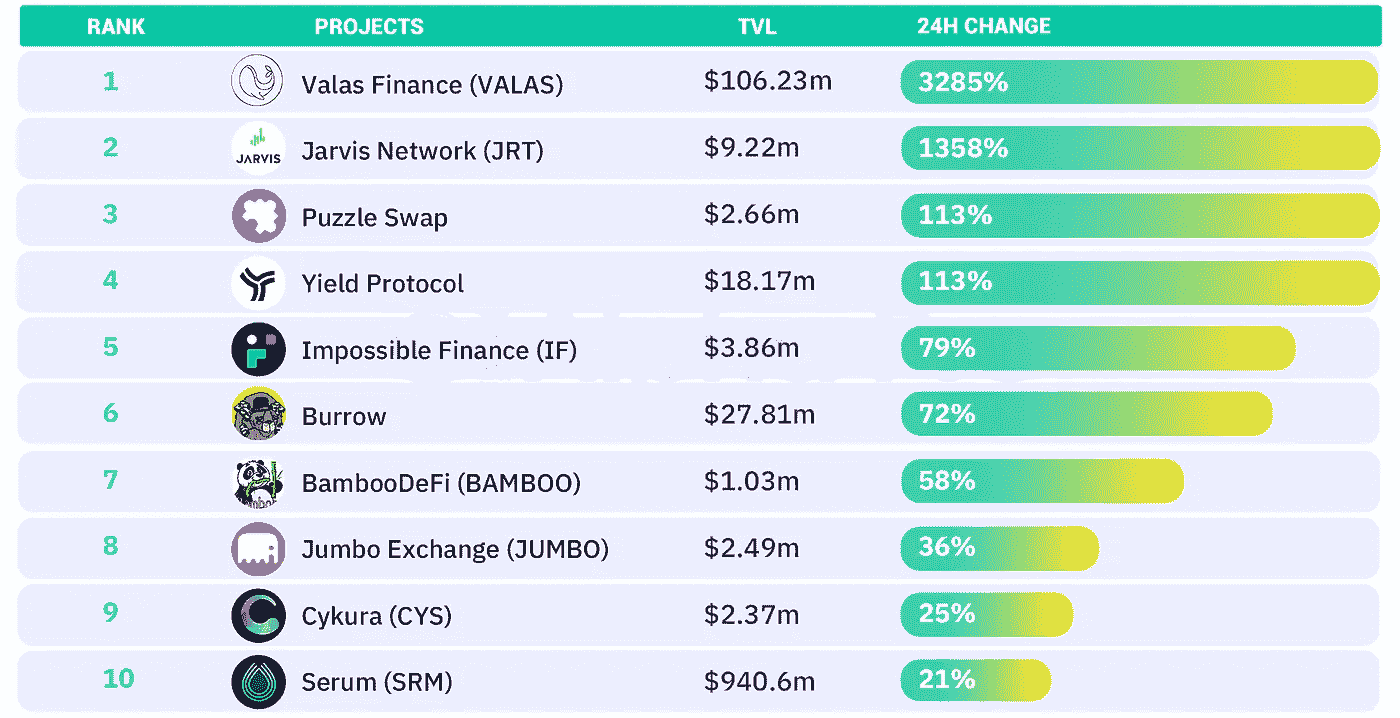 RANK PROJECTS TVL 24H CHANGE
1 Valas Finance (VALAS) $106.23m 3285%
2 JARVIS Jarvis Network (JRT) $9.22m 1358%
3 Puzzle Swap $2.66m 113%
4 Yield Protocol $18.17m 113%
5 Impossible Finance (IF) $3.86m 79%
6 Burrow $27.81m 72%
7 BambooDeFi (BAMBOO) $1.03m 58%
8 Jumbo Exchange (JUMBO) $2.49m 36%
9 Cykura (CYS) $2.37m 25%
10 Serum (SRM) $940.6m 21%